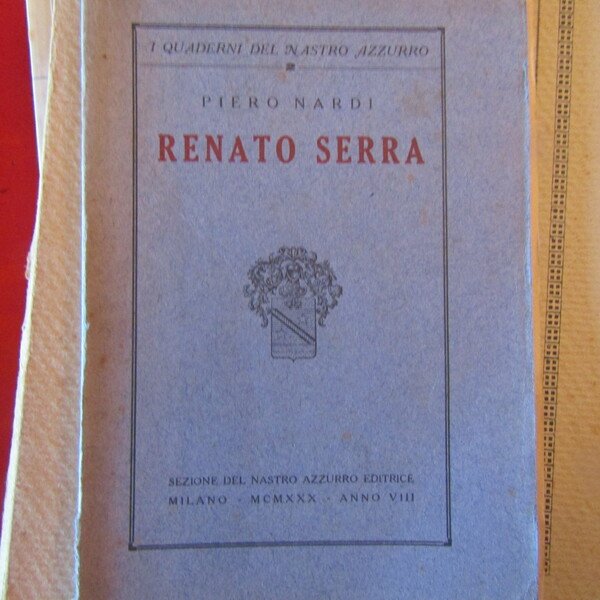 I QUADERNI DEL NASTRO AZZURRO
PIERO NARDI
RENATO SERRA
SEZIONE DEL NASTRO AZZURRO EDITRICE
MILANO - MCMXXX - ANNO VIII